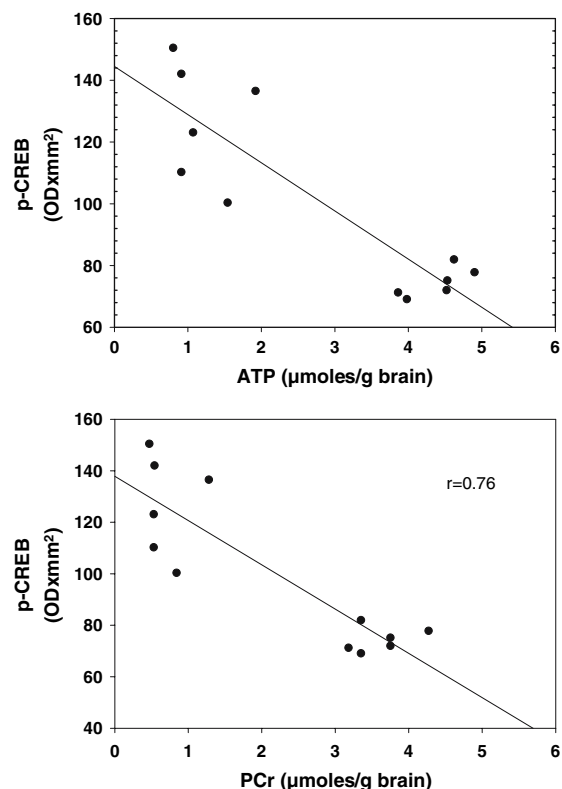 160
140
120
100
80
60
p-CREB
(ODxmm²)
0 1 2 3 4 5 6
ATP (µmoles/g brain)
160
140
120
100
80
60
40
p-CREB
(ODxmm²)
r=0.76
0 1 2 3 4 5 6
PCr (µmoles/g brain)